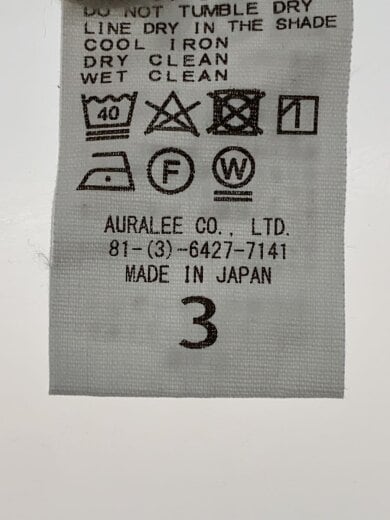 DO NOT TUMBLE DRY
LINE DRY IN THE SHADE
COOL IRON
DRY CLEAN
WET CLEAN
40
F W
AURALEE CO., LTD.
81-(3)-6427-7141
MADE IN JAPAN
3